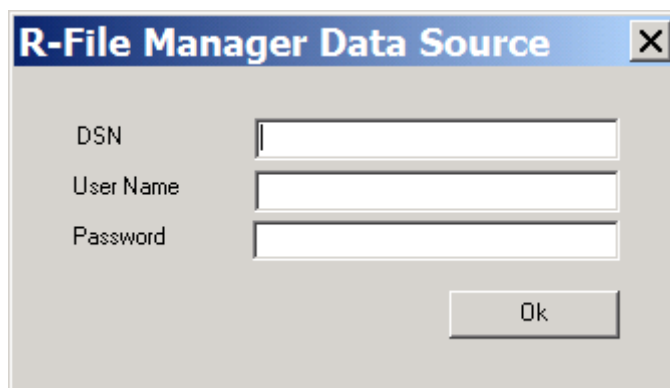 R-File Manager Data Source
DSN
User Name
Password
Ok